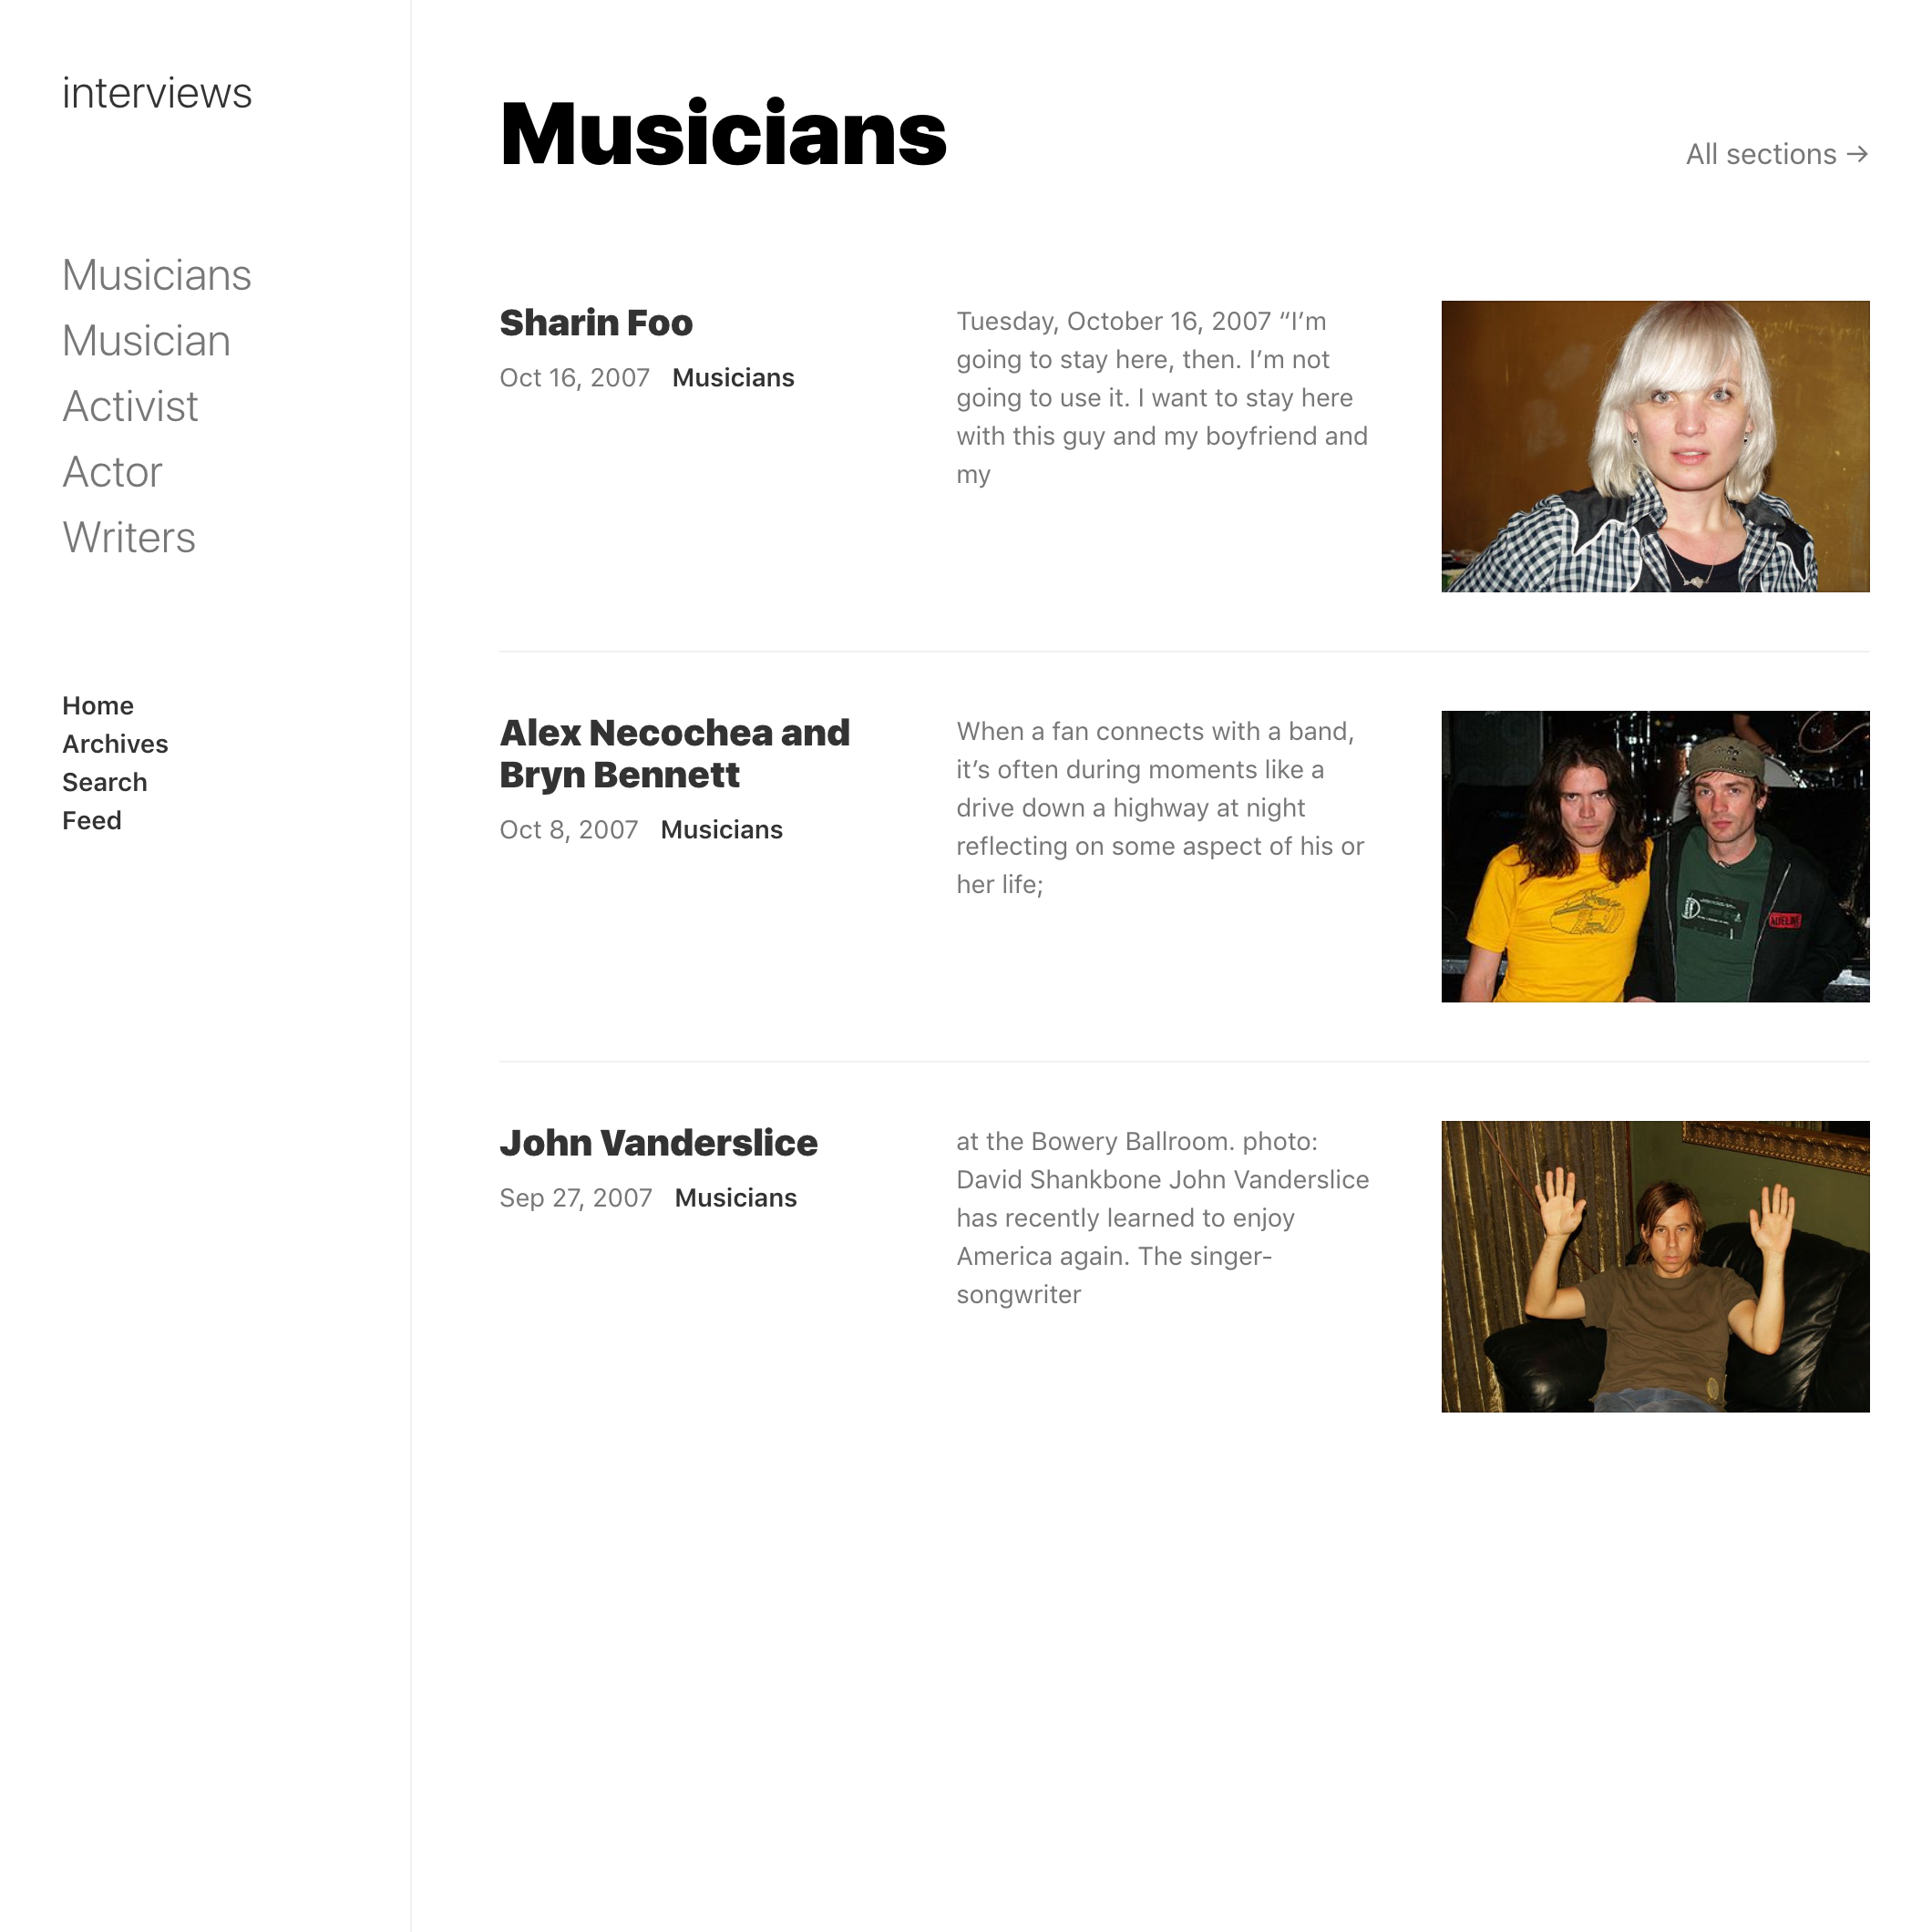 interviews
Musicians
Musician
Activist
Actor
Writers
Home
Archives
Search
Feed
Musicians
All sections →
Sharin Foo
Oct 16, 2007 Musicians
Tuesday, October 16, 2007 “I’m
going to stay here, then. I’m not
going to use it. I want to stay here
with this guy and my boyfriend and
my
Alex Necochea and
Bryn Bennett
Oct 8, 2007 Musicians
When a fan connects with a band,
it’s often during moments like a
drive down a highway at night
reflecting on some aspect of his or
her life;
ADELINE
John Vanderslice
Sep 27, 2007 Musicians
at the Bowery Ballroom. photo:
David Shankbone John Vanderslice
has recently learned to enjoy
America again. The singer-
songwriter